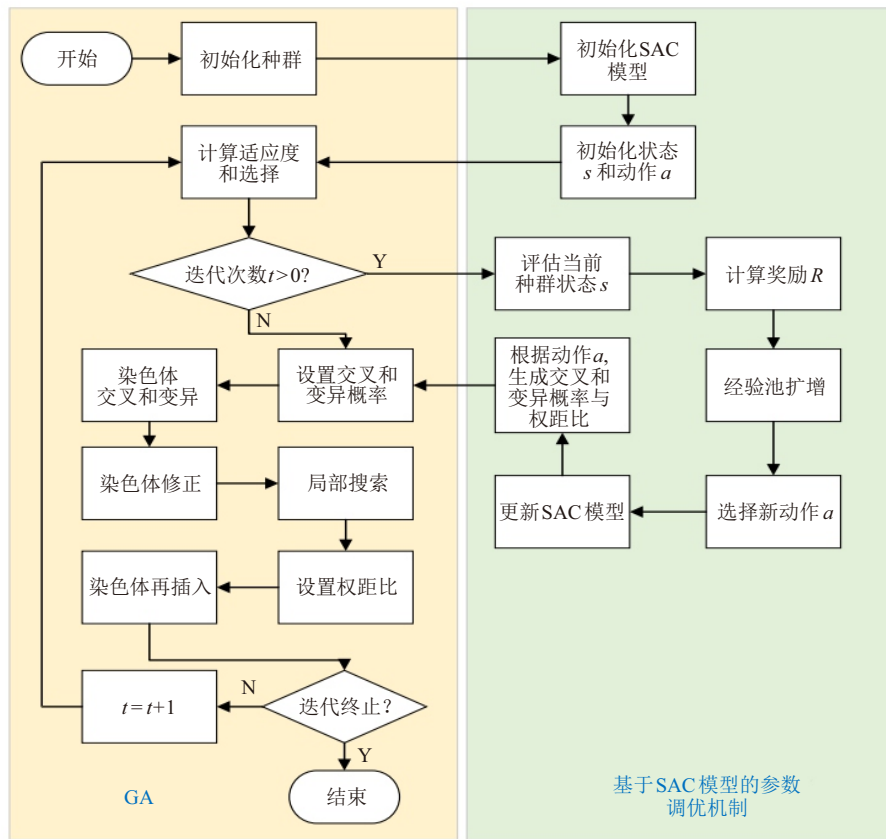 开始
初始化种群
初始化SAC
模型
计算适应度
和选择
初始化状态
s和动作a
迭代次数t>0?
Y
N
评估当前
种群状态s
计算奖励R
染色体
交叉和变异
设置交叉和
变异概率
根据动作a,
生成交叉和
变异概率与
权距比
经验池扩增
染色体修正
局部搜索
更新SAC模型
选择新动作a
染色体再插入
设置权距比
t=t+1
N
迭代终止?
Y
结束
GA
基于SAC模型的参数
调优机制